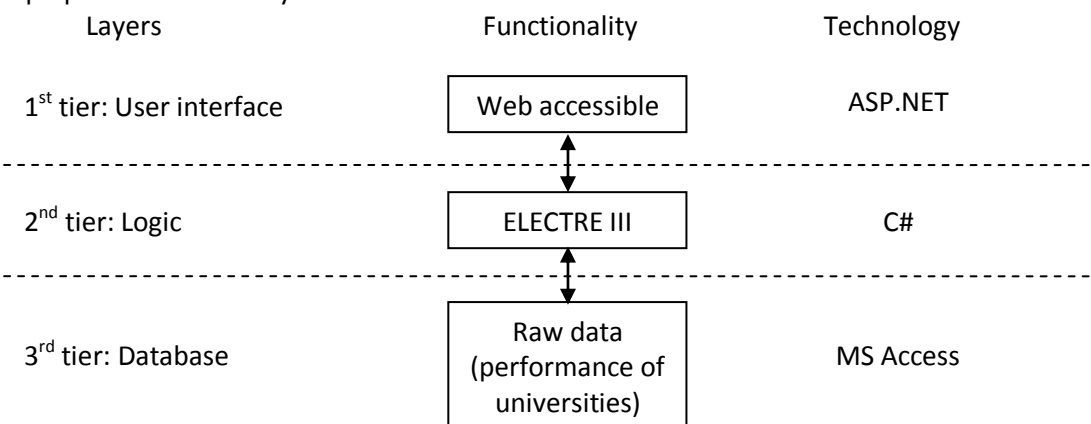 Layers Functionality Technology
1st tier: User interface Web accessible ASP.NET
2nd tier: Logic ELECTRE III C#
3rd tier: Database Raw data (performance of universities) MS Access